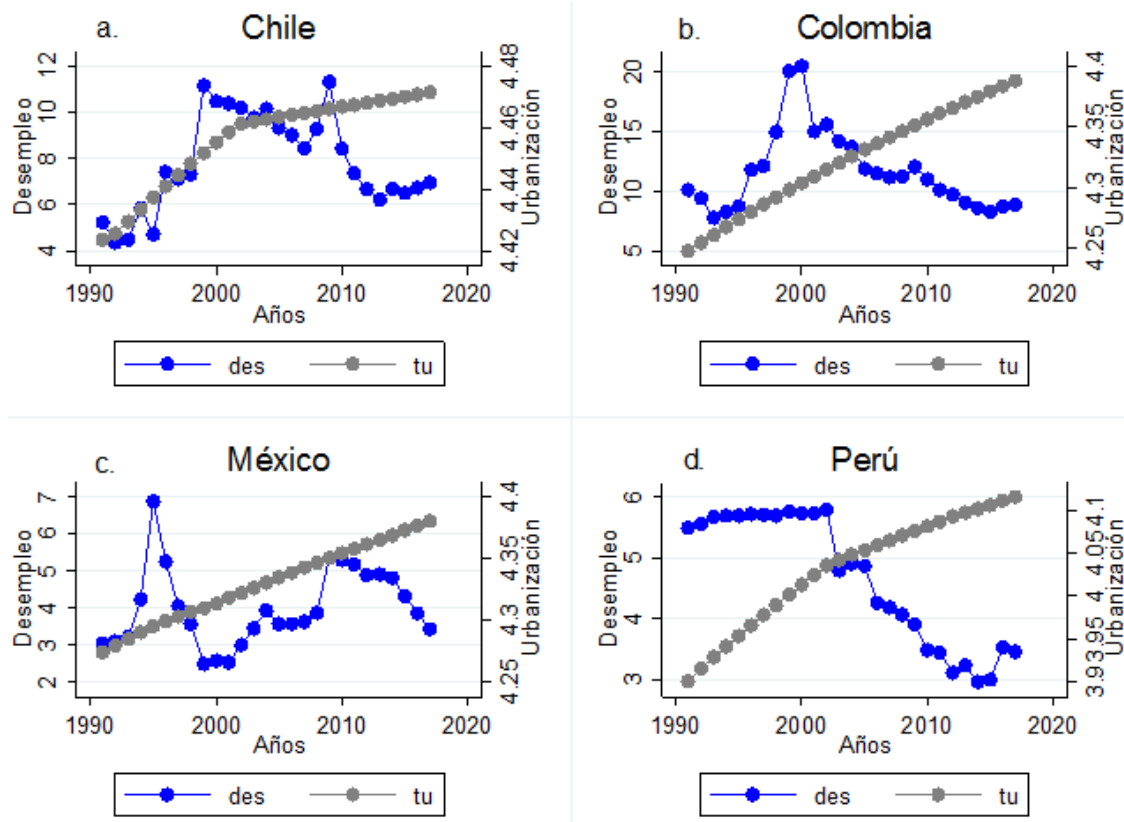 a. Chile
Desempleo
12
10
8
6
4
Urbanización
4.48
4.46
4.44
4.42
1990 2000 2010 2020
Años
des tu
b. Colombia
Desempleo
20
15
10
5
Urbanización
4.4
4.35
4.3
4.25
1990 2000 2010 2020
Años
des tu
c. México
Desempleo
7
6
5
4
3
2
Urbanización
4.4
4.35
4.3
4.25
1990 2000 2010 2020
Años
des tu
d. Perú
Desempleo
6
5
4
3
Urbanización
4.1
4.05
4
3.95
3.9
1990 2000 2010 2020
Años
des tu